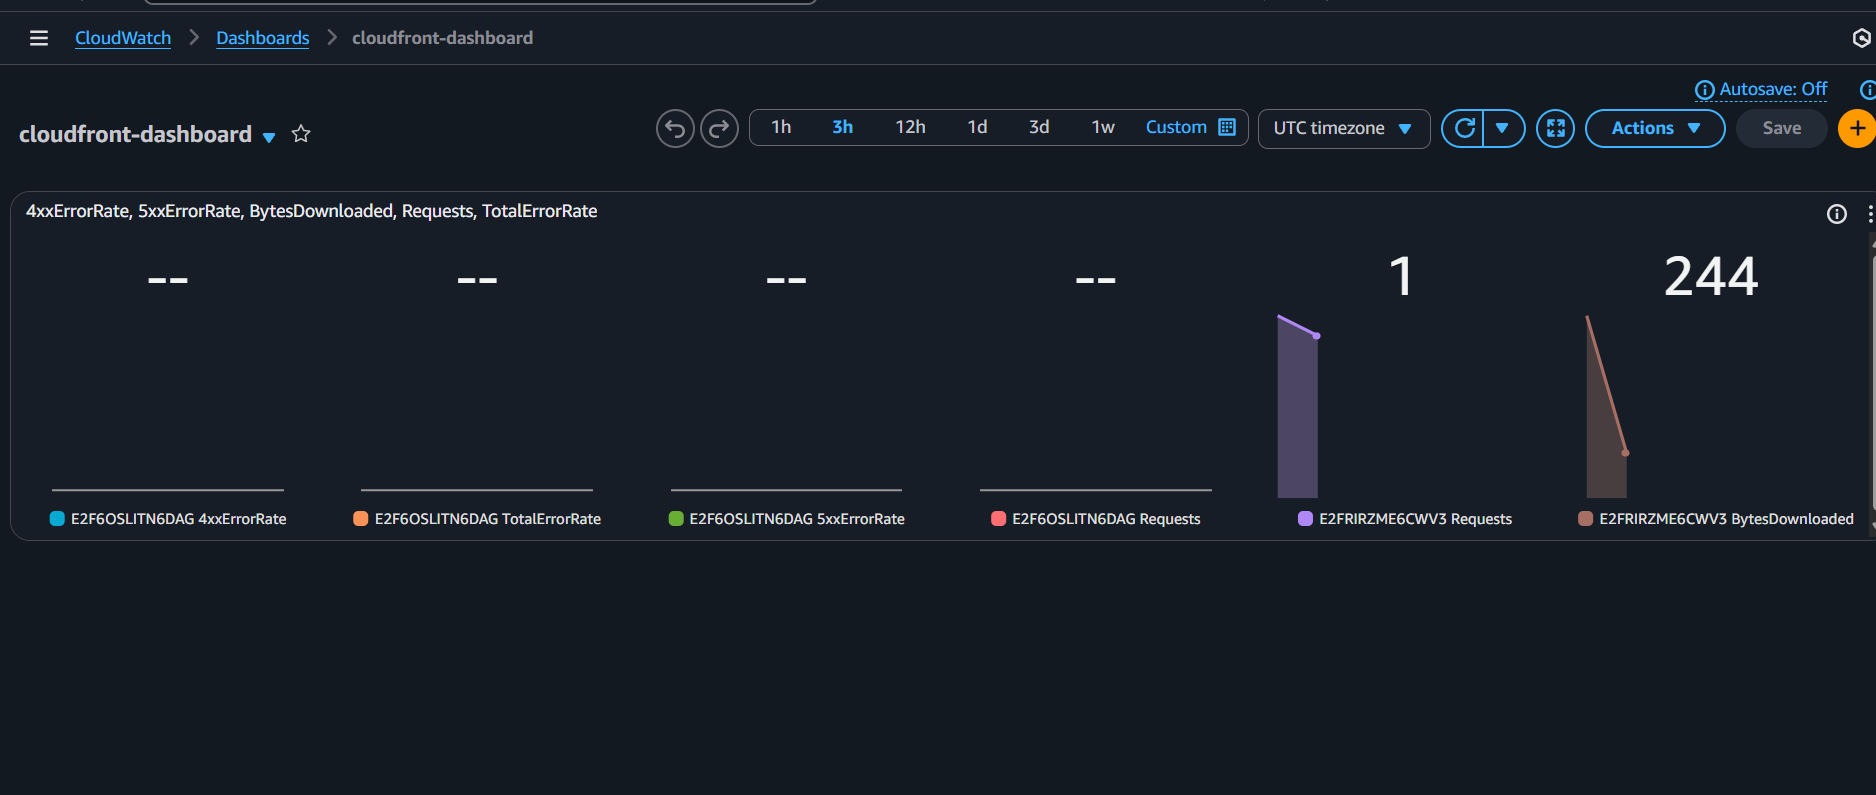 CloudWatch > Dashboards > cloudfront-dashboard
Autosave: Off
cloudfront-dashboard
1h 3h 12h 1d 3d 1w Custom UTC timezone Actions Save
4xxErrorRate, 5xxErrorRate, BytesDownloaded, Requests, TotalErrorRate
-- -- -- -- 1 244
E2F6OSLITN6DAG 4xxErrorRate E2F6OSLITN6DAG TotalErrorRate E2F6OSLITN6DAG 5xxErrorRate E2F6OSLITN6DAG Requests E2FRIRZME6CWV3 Requests E2FRIRZME6CWV3 BytesDownloaded